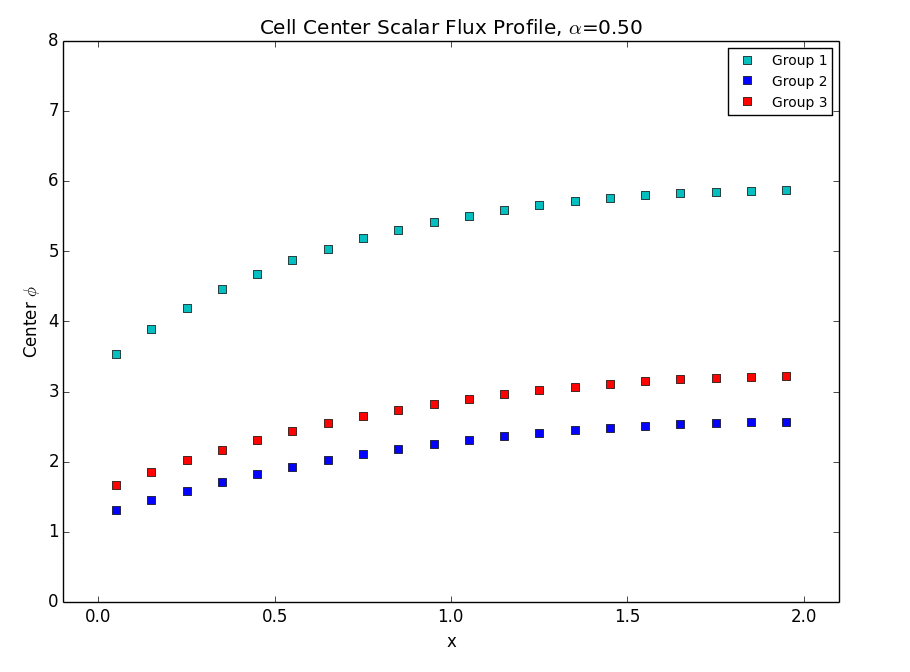 Cell Center Scalar Flux Profile, α=0.50
8
7
6
5
4
3
2
1
0
Center ϕ
Group 1
Group 2
Group 3
0.0 0.5 1.0 1.5 2.0
x